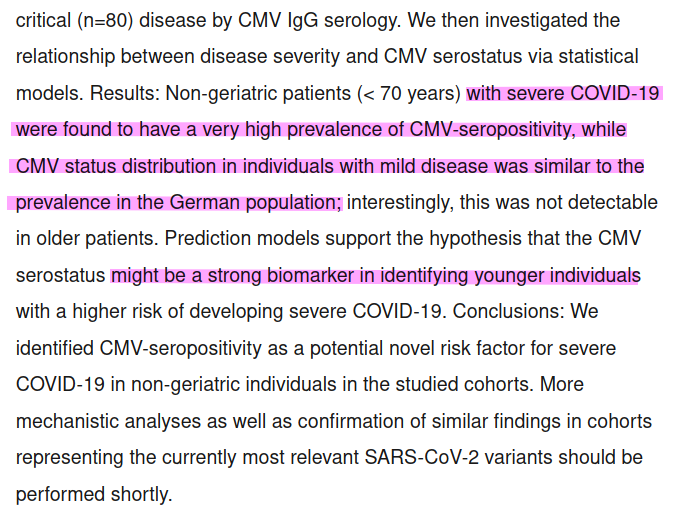 critical (n=80) disease by CMV IgG serology. We then investigated the
relationship between disease severity and CMV serostatus via statistical
models. Results: Non-geriatric patients (< 70 years) with severe COVID-19
were found to have a very high prevalence of CMV-seropositivity, while
CMV status distribution in individuals with mild disease was similar to the
prevalence in the German population; interestingly, this was not detectable
in older patients. Prediction models support the hypothesis that the CMV
serostatus might be a strong biomarker in identifying younger individuals
with a higher risk of developing severe COVID-19. Conclusions: We
identified CMV-seropositivity as a potential novel risk factor for severe
COVID-19 in non-geriatric individuals in the studied cohorts. More
mechanistic analyses as well as confirmation of similar findings in cohorts
representing the currently most relevant SARS-CoV-2 variants should be
performed shortly.